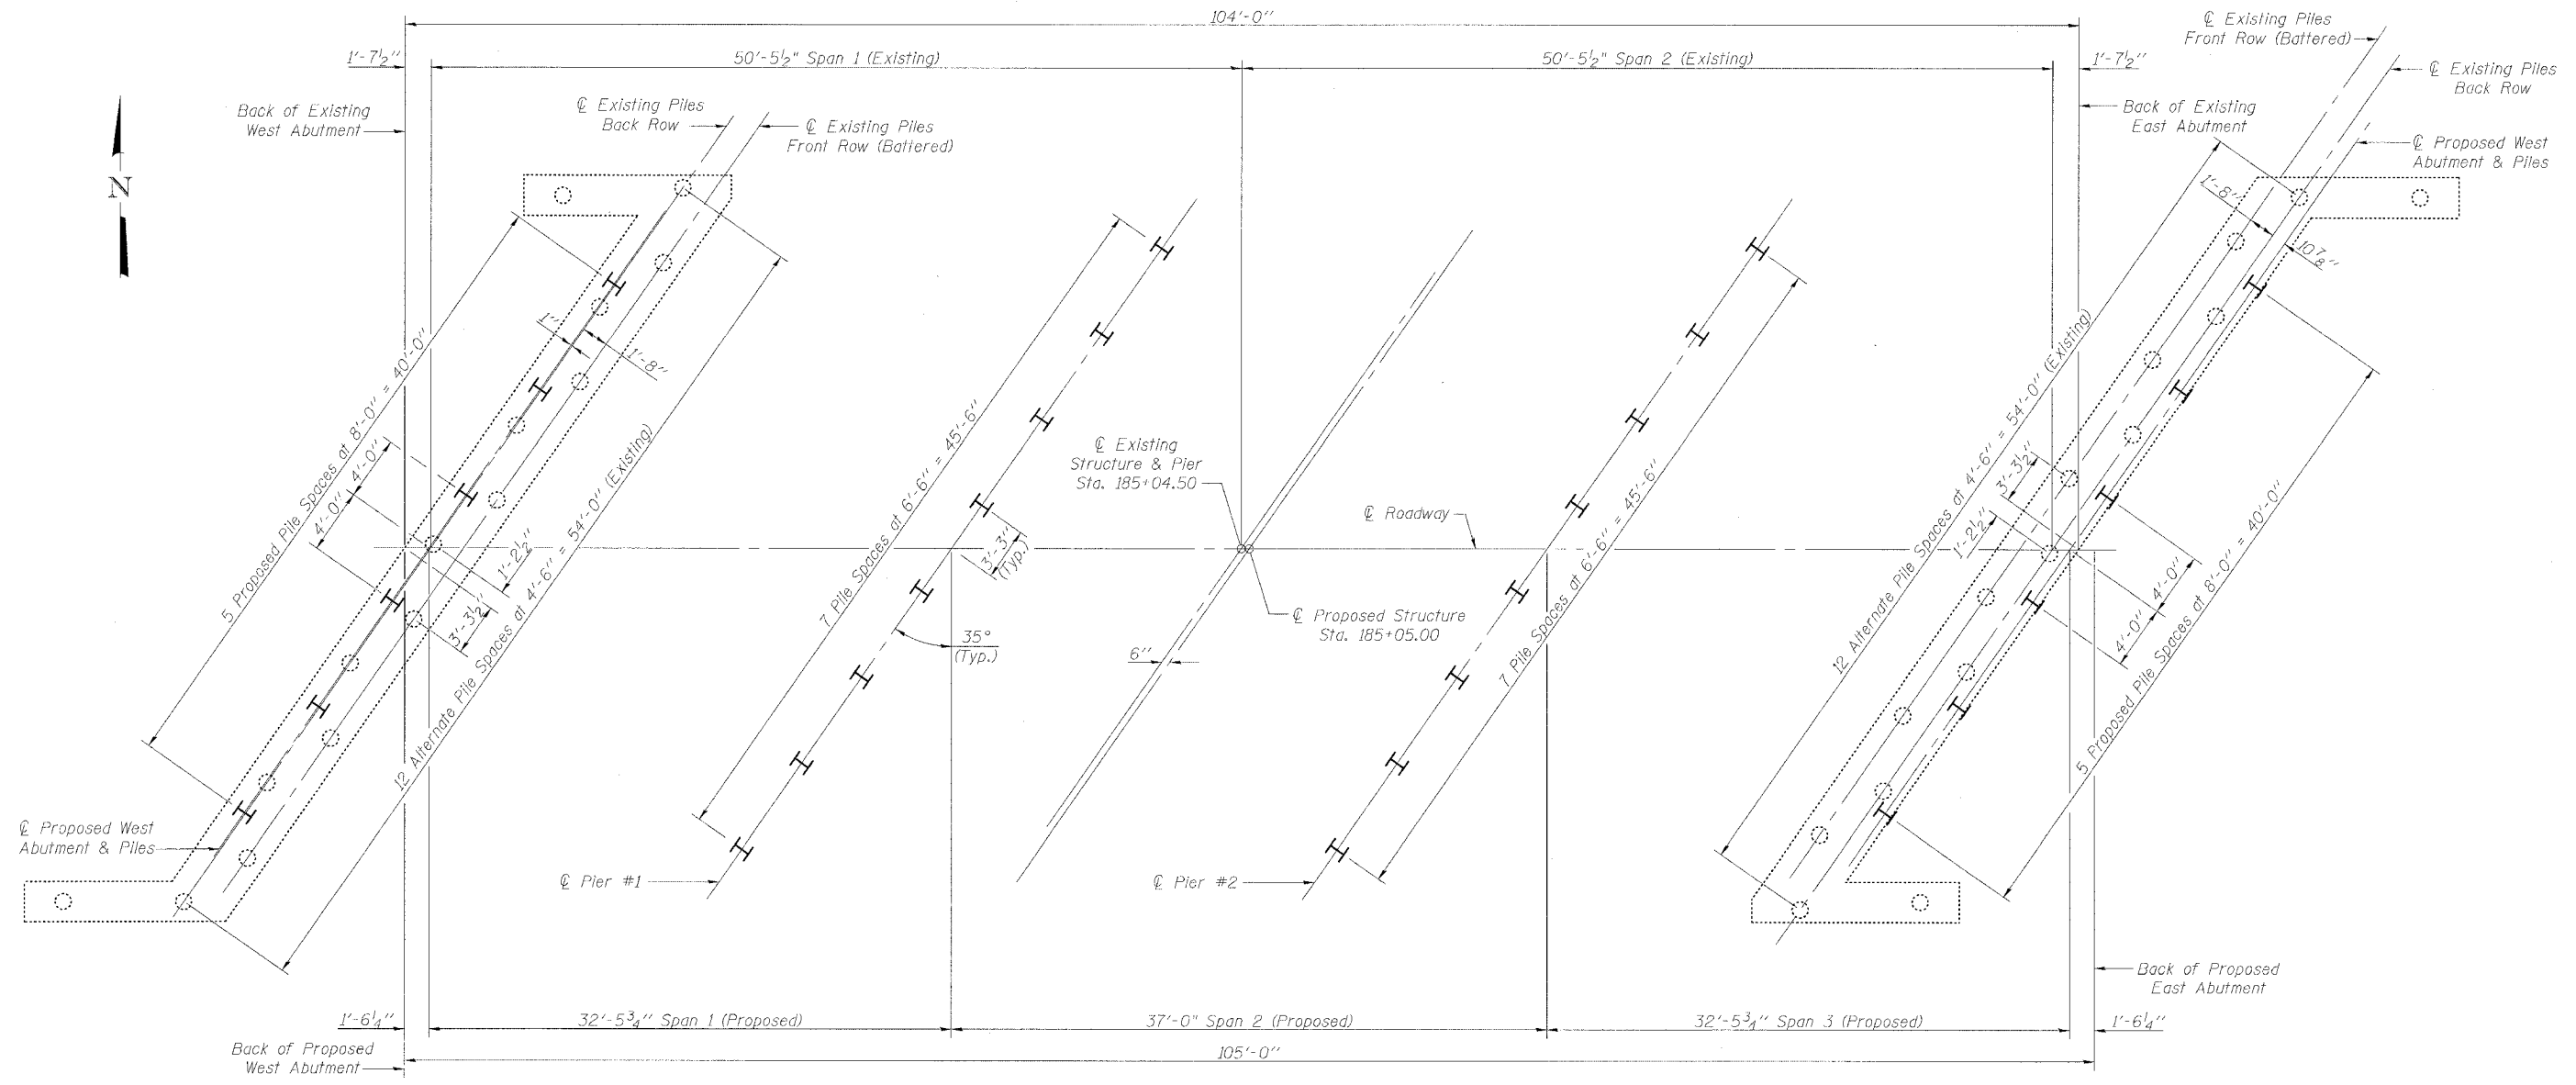 104'-0"
℄ Existing Piles
Front Row (Battered)
1'-7½"
50'-5½" Span 1 (Existing)
50'-5½" Span 2 (Existing)
1'-7½"
℄ Existing Piles
Back Row
Back of Existing
West Abutment
℄ Existing Piles
Back Row
℄ Existing Piles
Front Row (Battered)
Back of Existing
East Abutment
℄ Proposed West
Abutment & Piles
N
1'-8"
10⅞"
1"
1'-8"
5 Proposed Pile Spaces at 8'-0" = 40'-0"
4'-0"
4'-0"
12 Alternate Pile Spaces at 4'-6" = 54'-0" (Existing)
1'-2½"
3'-3½"
7 Pile Spaces at 6'-6" = 45'-6"
3'-3"
(Typ.)
35°
(Typ.)
℄ Existing
Structure & Pier
Sta. 185+04.50
℄ Roadway
℄ Proposed Structure
Sta. 185+05.00
6"
7 Pile Spaces at 6'-6" = 45'-6"
12 Alternate Pile Spaces at 4'-6" = 54'-0" (Existing)
3'-3½"
1'-2½"
4'-0"
4'-0"
5 Proposed Pile Spaces at 8'-0" = 40'-0"
℄ Proposed West
Abutment & Piles
℄ Pier #1
℄ Pier #2
Back of Proposed
East Abutment
1'-6¼"
32'-5¾" Span 1 (Proposed)
37'-0" Span 2 (Proposed)
32'-5¾" Span 3 (Proposed)
1'-6¼"
Back of Proposed
West Abutment
105'-0"